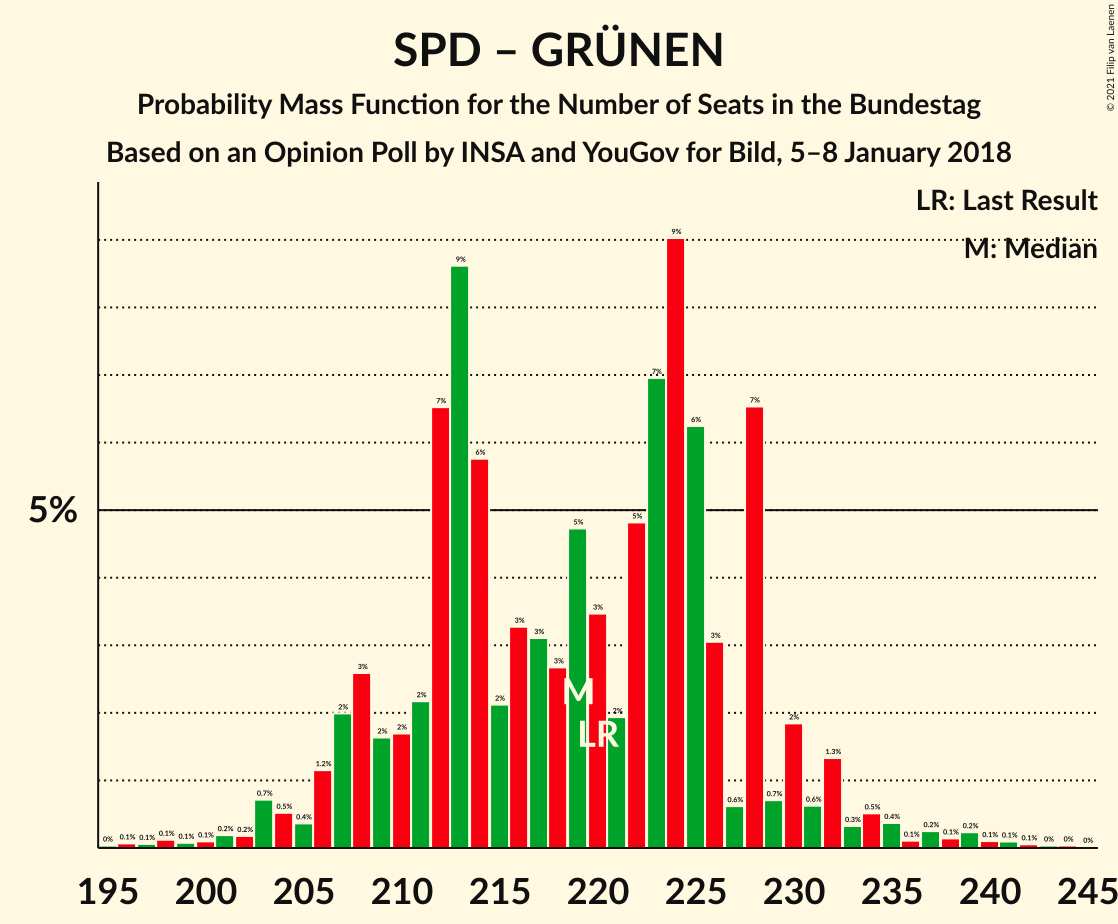 SPD – GRÜNEN
Probability Mass Function for the Number of Seats in the Bundestag
Based on an Opinion Poll by INSA and YouGov for Bild, 5–8 January 2018
© 2021 Filip van Laenen
LR: Last Result
M: Median
5%
0% 0.1% 0.1% 0.1% 0.1% 0.1% 0.2% 0.2% 0.7% 0.5% 0.4% 1.2% 2% 3% 2% 2% 2% 7% 9% 6% 2% 3% 3% 3% 5% 3% 2% 5% 7% 9% 6% 3% 0.6% 7% 0.7% 2% 0.6% 1.3% 0.3% 0.5% 0.4% 0.1% 0.2% 0.1% 0.2% 0.1% 0.1% 0.1% 0% 0% 0%
M
LR
195 200 205 210 215 220 225 230 235 240 245